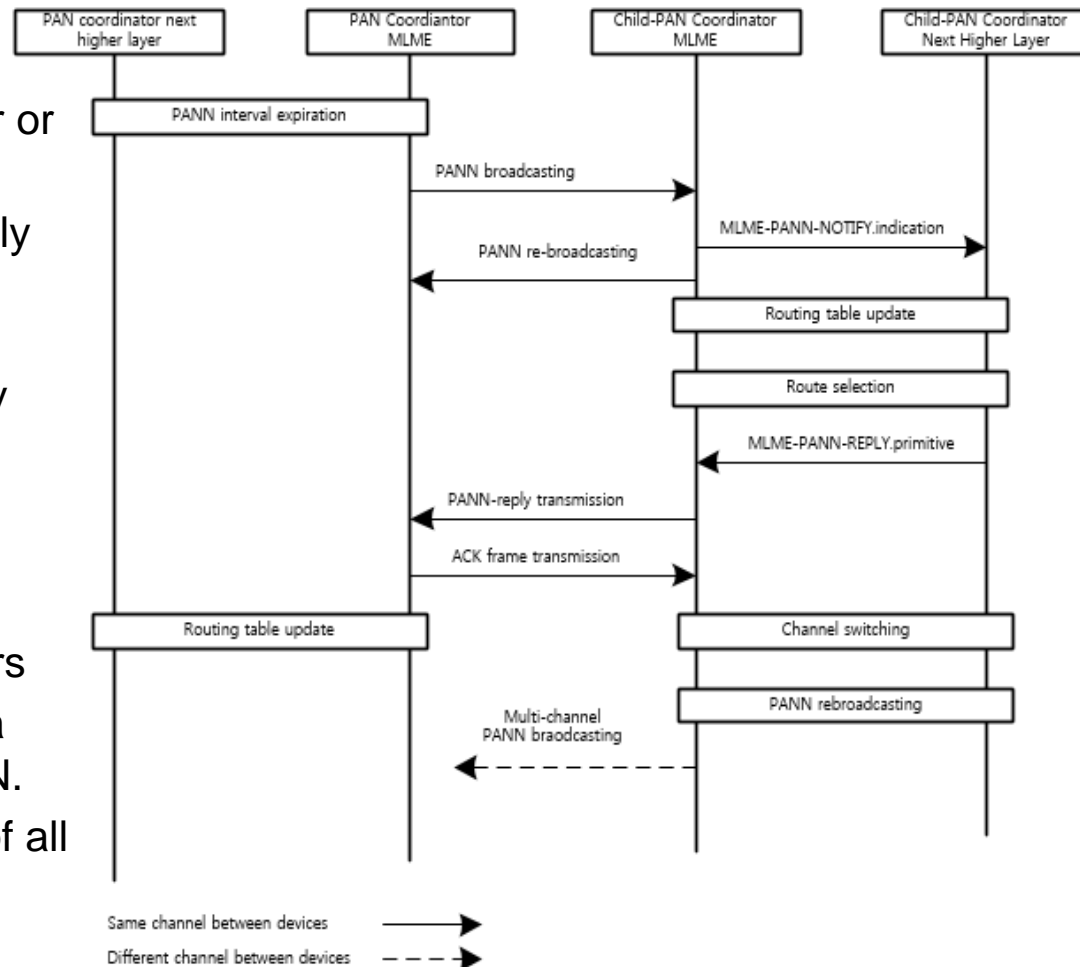 PAN coordinator next
higher layer
PAN Coordiantor
MLME
Child-PAN Coordinator
MLME
Child-PAN Coordinator
Next Higher Layer
r or
PANN interval expiration
PANN broadcasting
ly
MLME-PANN-NOTIFY.indication
PANN re-broadcasting
Routing table update
Route selection
y
MLME-PANN-REPLY.primitive
PANN-reply transmission
ACK frame transmission
Routing table update
Channel switching
rs
PANN rebroadcasting
a
Multi-channel
PANN braodcasting
N.
of all
Same channel between devices
Different channel between devices